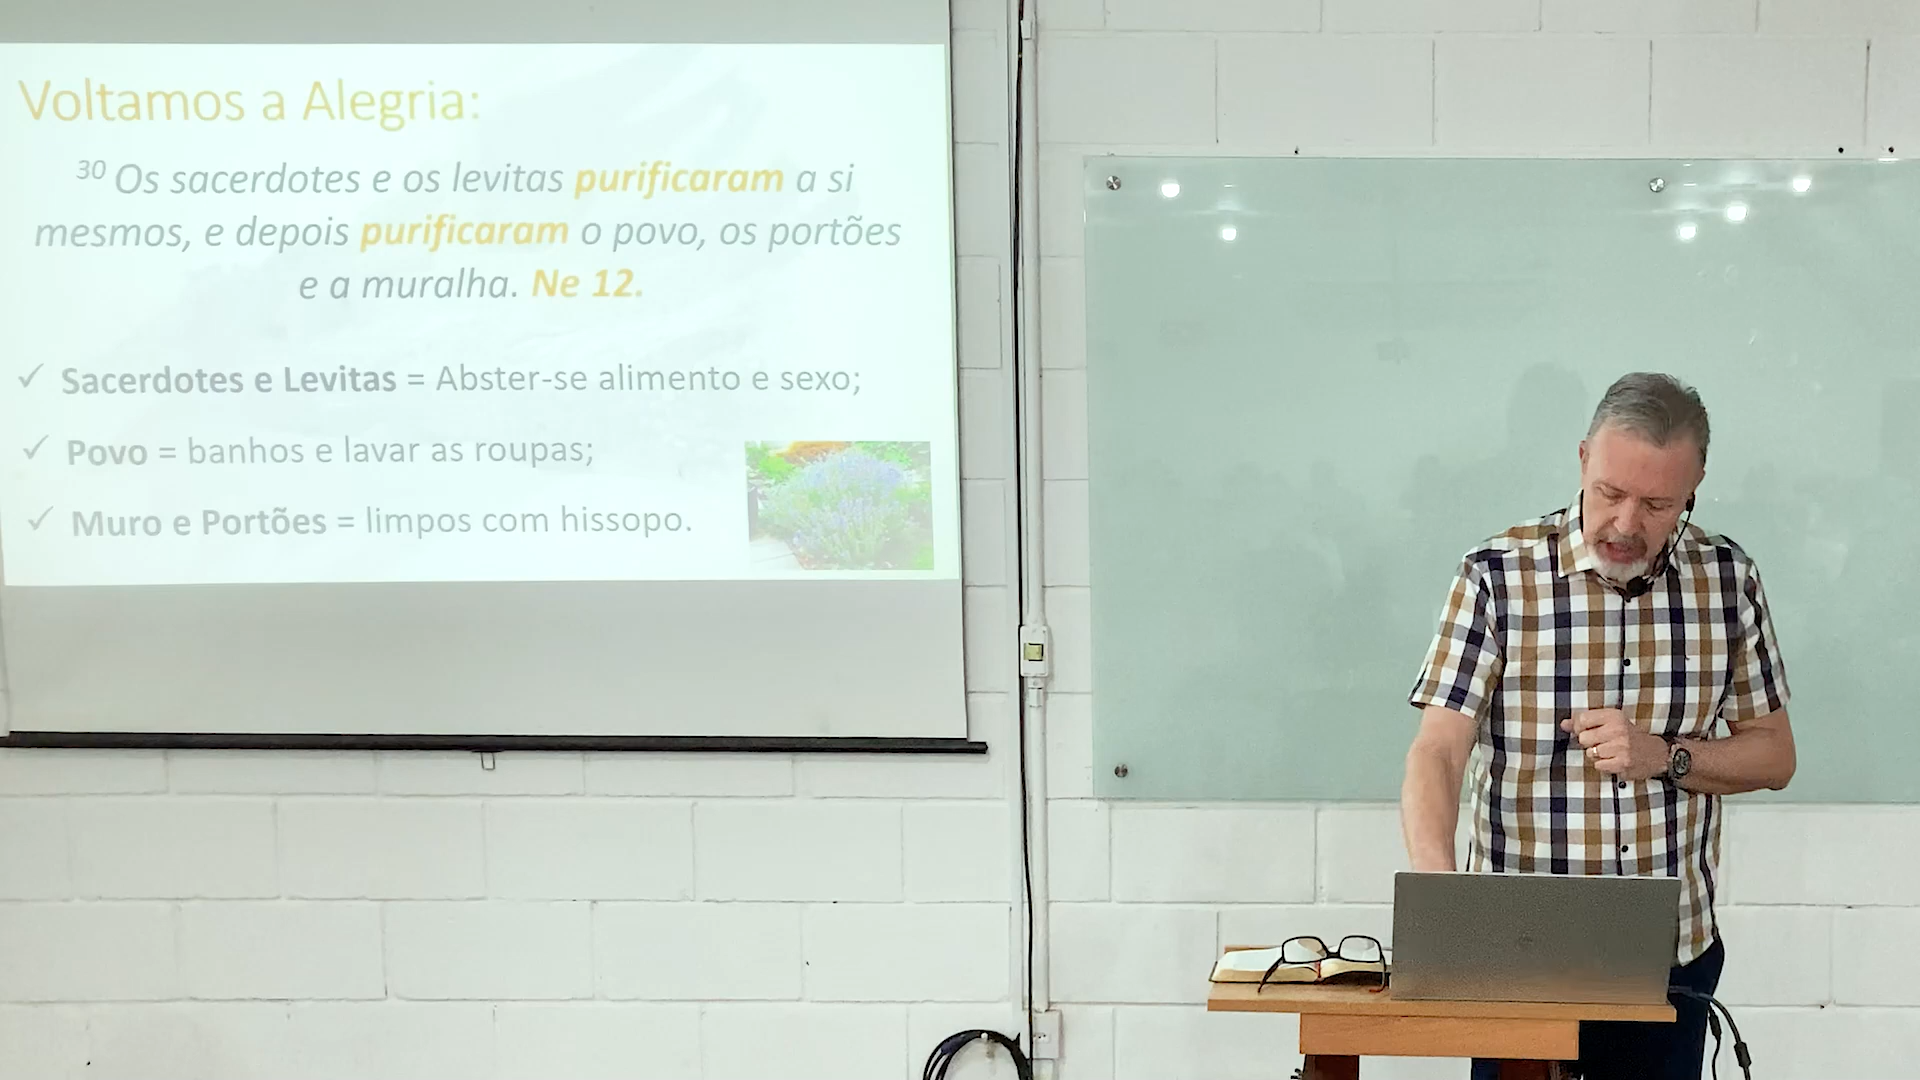 Voltamos a Alegria:
30 Os sacerdotes e os levitas purificaram a si
mesmos, e depois purificaram o povo, os portões
e a muralha. Ne 12.
✓ Sacerdotes e Levitas = Abster-se alimento e sexo;
✓ Povo = banhos e lavar as roupas;
✓ Muro e Portões = limpos com hissopo.